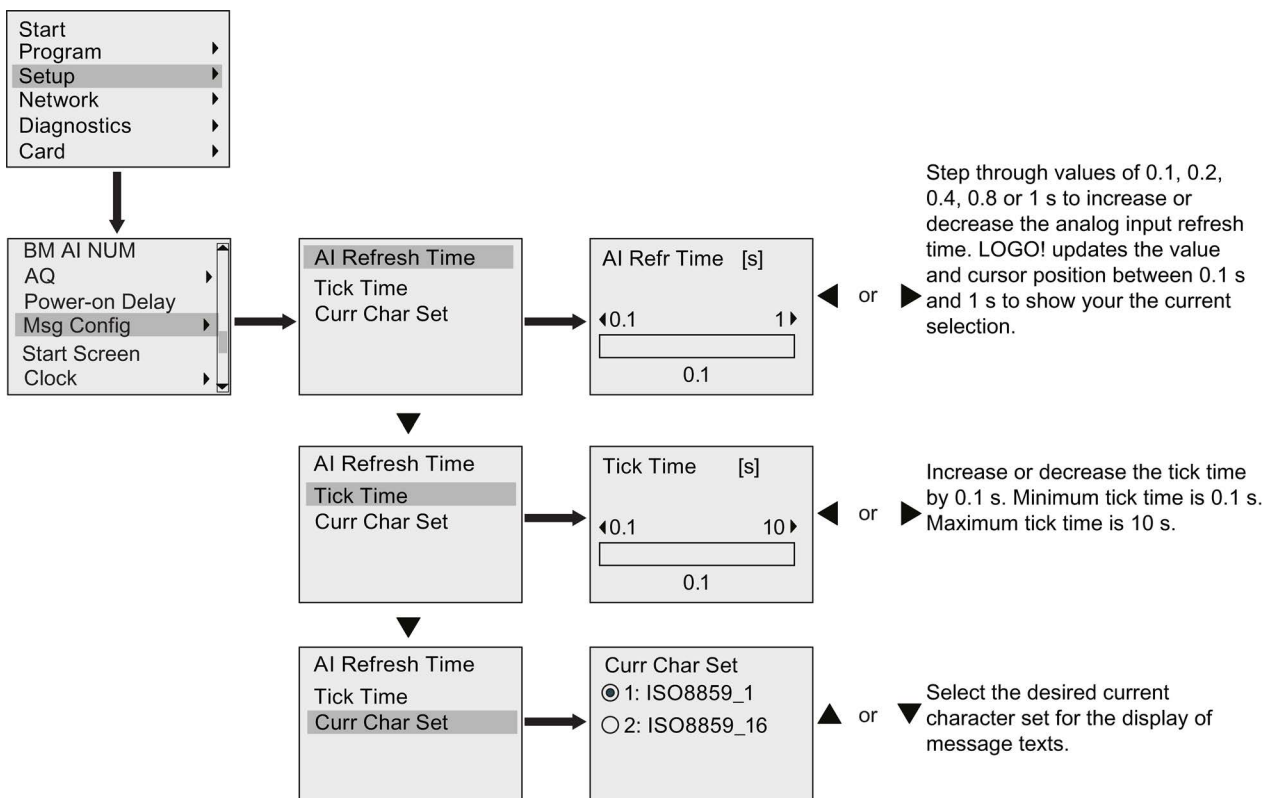 Start
Program
Setup
Network
Diagnostics
Card
BM AI NUM
AQ
Power-on Delay
Msg Config
Start Screen
Clock
AI Refresh Time
Tick Time
Curr Char Set
AI Refr Time [s]
0.1 1
0.1
or
Step through values of 0.1, 0.2,
0.4, 0.8 or 1 s to increase or
decrease the analog input refresh
time. LOGO! updates the value
and cursor position between 0.1 s
and 1 s to show your the current
selection.
AI Refresh Time
Tick Time
Curr Char Set
Tick Time [s]
0.1 10
0.1
or
Increase or decrease the tick time
by 0.1 s. Minimum tick time is 0.1 s.
Maximum tick time is 10 s.
AI Refresh Time
Tick Time
Curr Char Set
Curr Char Set
1: ISO8859_1
2: ISO8859_16
or
Select the desired current
character set for the display of
message texts.